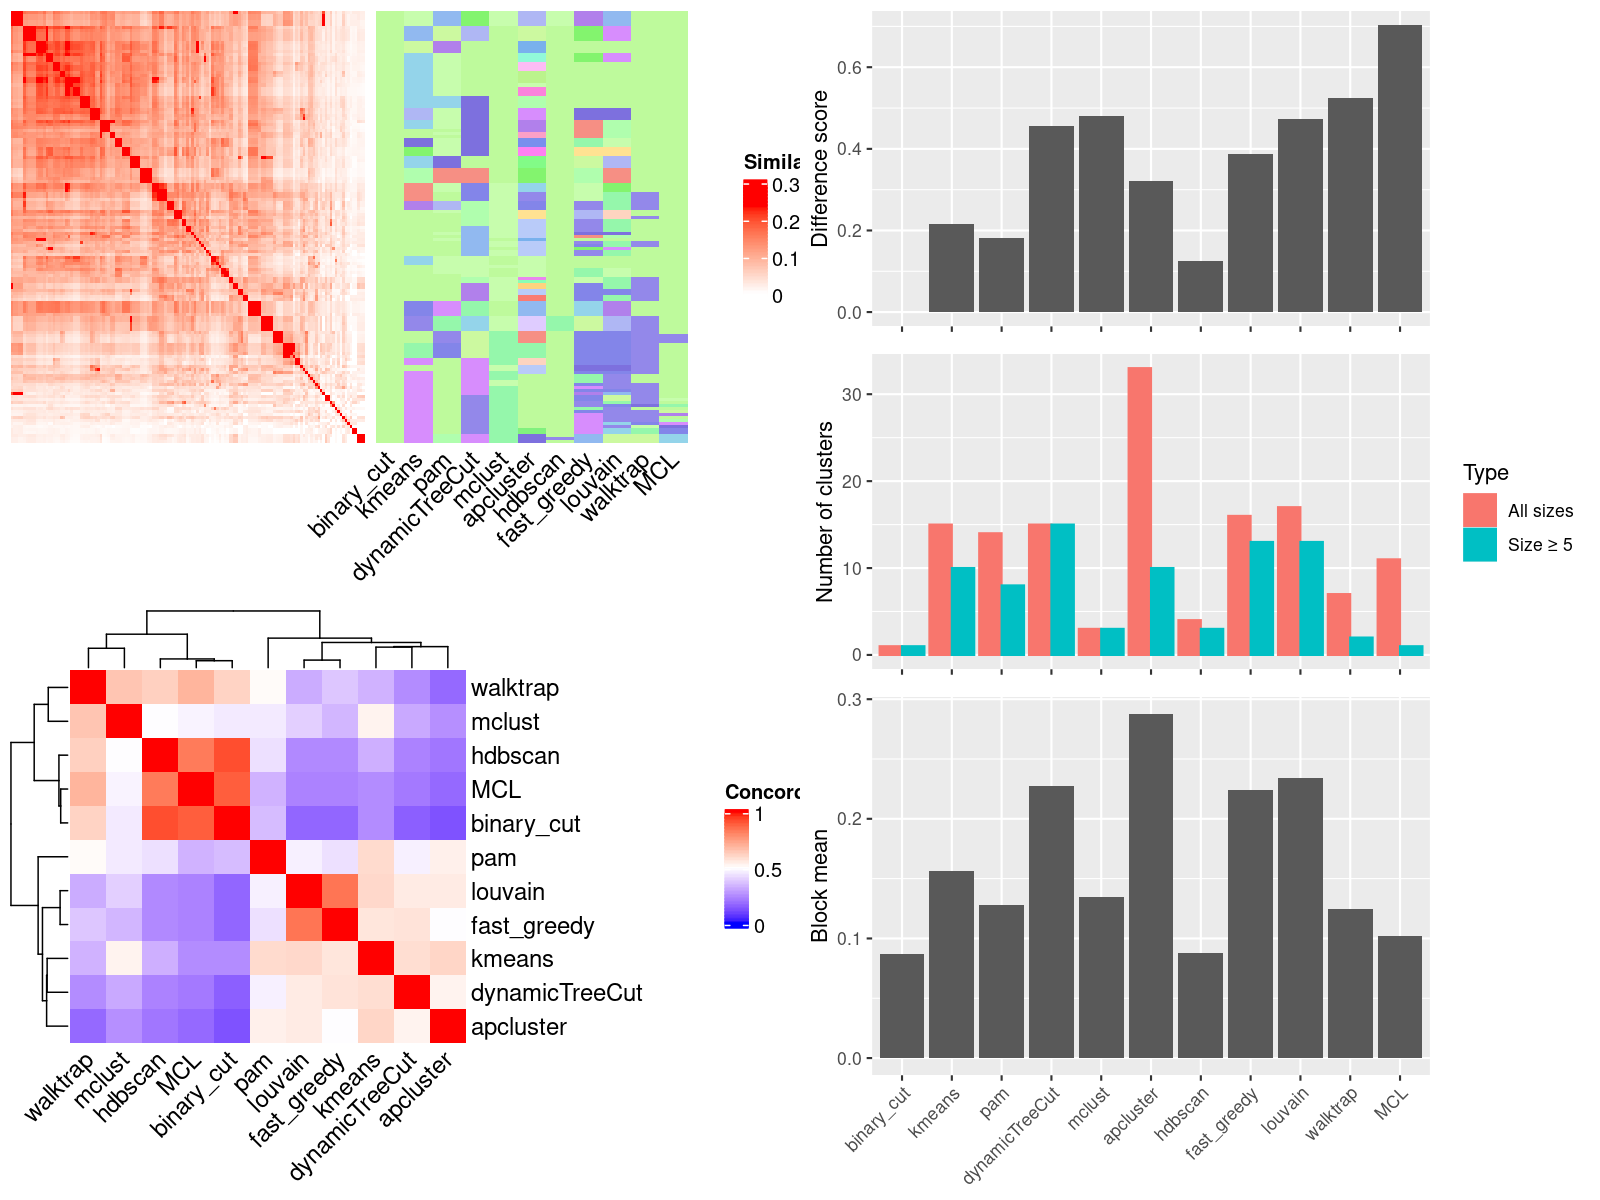 binary_cut
kmeans
pam
dynamicTreeCut
mclust
apcluster
hdbscan
fast_greedy
louvain
walktrap
MCL
Simila
0.3
0.2
0.1
0
walktrap
mclust
hdbscan
MCL
binary_cut
pam
louvain
fast_greedy
kmeans
dynamicTreeCut
apcluster
walktrap
mclust
hdbscan
MCL
binary_cut
pam
louvain
fast_greedy
kmeans
dynamicTreeCut
apcluster
Concord
1
0.5
0
Difference score
0.6
0.4
0.2
0.0
Number of clusters
30
20
10
0
Type
All sizes
Size ≥ 5
Block mean
0.3
0.2
0.1
0.0
binary_cut
kmeans
pam
dynamicTreeCut
mclust
apcluster
hdbscan
fast_greedy
louvain
walktrap
MCL